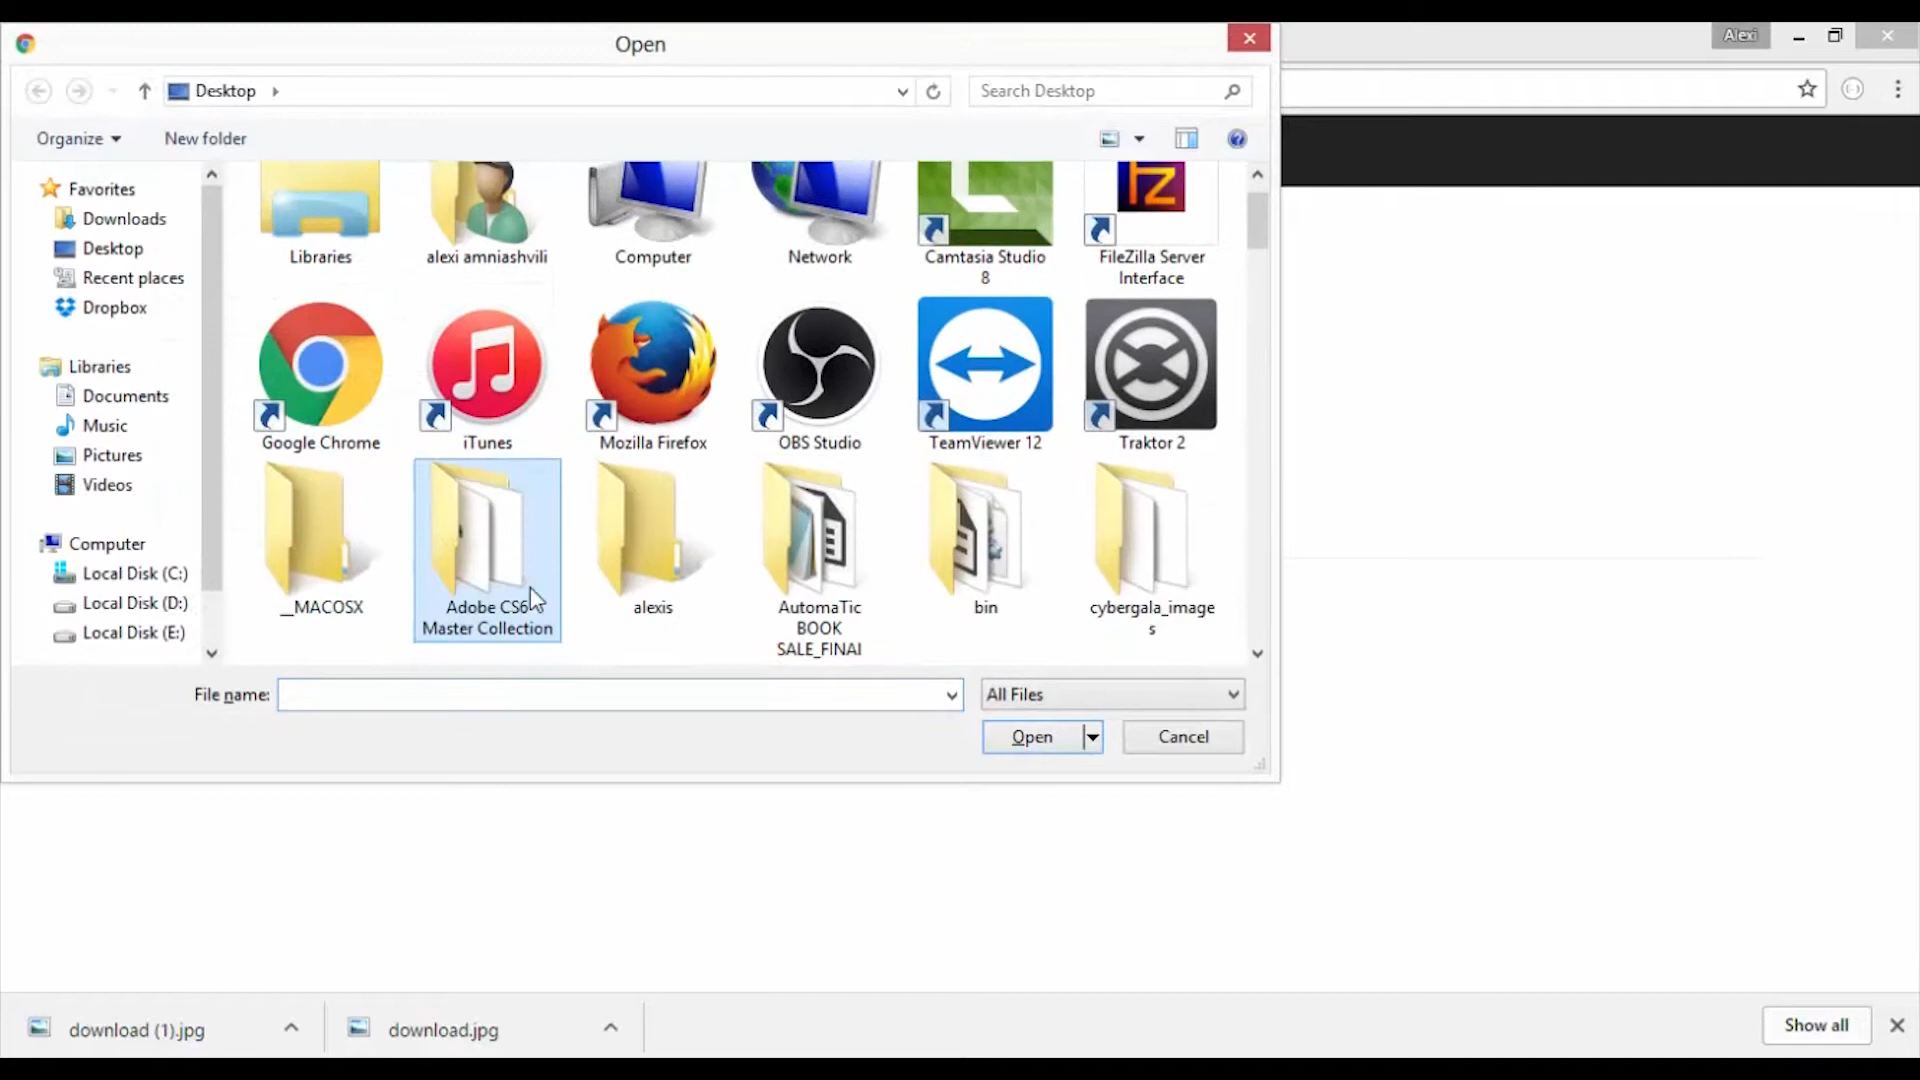 Open
Alexi
Desktop
Search Desktop
Organize
New folder
Favorites
Downloads
Desktop
Recent places
Dropbox
Libraries
Documents
Music
Pictures
Videos
Computer
Local Disk (C:)
Local Disk (D:)
Local Disk (E:)
Libraries
alexi amniashvili
Computer
Network
Camtasia Studio
8
FileZilla Server
Interface
Google Chrome
iTunes
Mozilla Firefox
OBS Studio
TeamViewer 12
Traktor 2
__MACOSX
Adobe CS6
Master Collection
alexis
AutomaTic
BOOK
SALE_FINAl
bin
cybergala_image
s
File name:
All Files
Open
Cancel
download (1).jpg
download.jpg
Show all